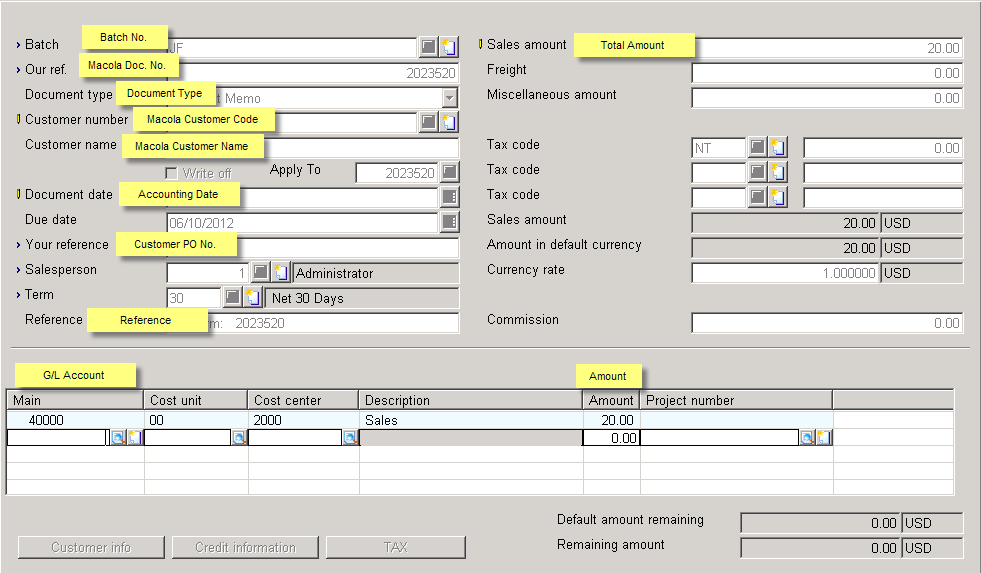 Batch Batch No. JF Sales amount Total Amount 20.00
Our ref. Macola Doc. No. 2023520 Freight 0.00
Document type Document Type Memo Miscellaneous amount 0.00
Customer number Macola Customer Code
Customer name Macola Customer Name Tax code NT 0.00
Write off Apply To 2023520 Tax code
Document date Accounting Date Tax code
Due date 06/10/2012 Sales amount 20.00 USD
Your reference Customer PO No. Amount in default currency 20.00 USD
Salesperson 1 Administrator Currency rate 1.000000 USD
Term 30 Net 30 Days
Reference Reference 2023520 Commission 0.00
G/L Account Amount
Main Cost unit Cost center Description Amount Project number
40000 00 2000 Sales 20.00
0.00
Default amount remaining 0.00 USD
Remaining amount 0.00 USD
Customer info Credit information TAX